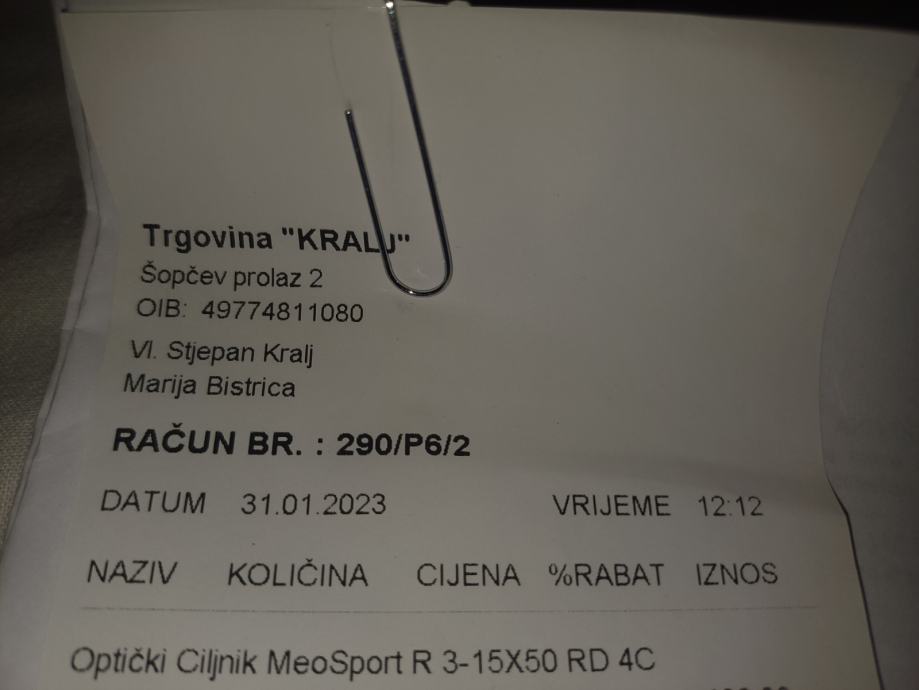 Trgovina "KRALJ"
Šopčev prolaz 2
OIB: 49774811080
Vl. Stjepan Kralj
Marija Bistrica
RAČUN BR. : 290/P6/2
DATUM 31.01.2023 VRIJEME 12:12
NAZIV KOLIČINA CIJENA %RABAT IZNOS
Optički Ciljnik MeoSport R 3-15X50 RD 4C